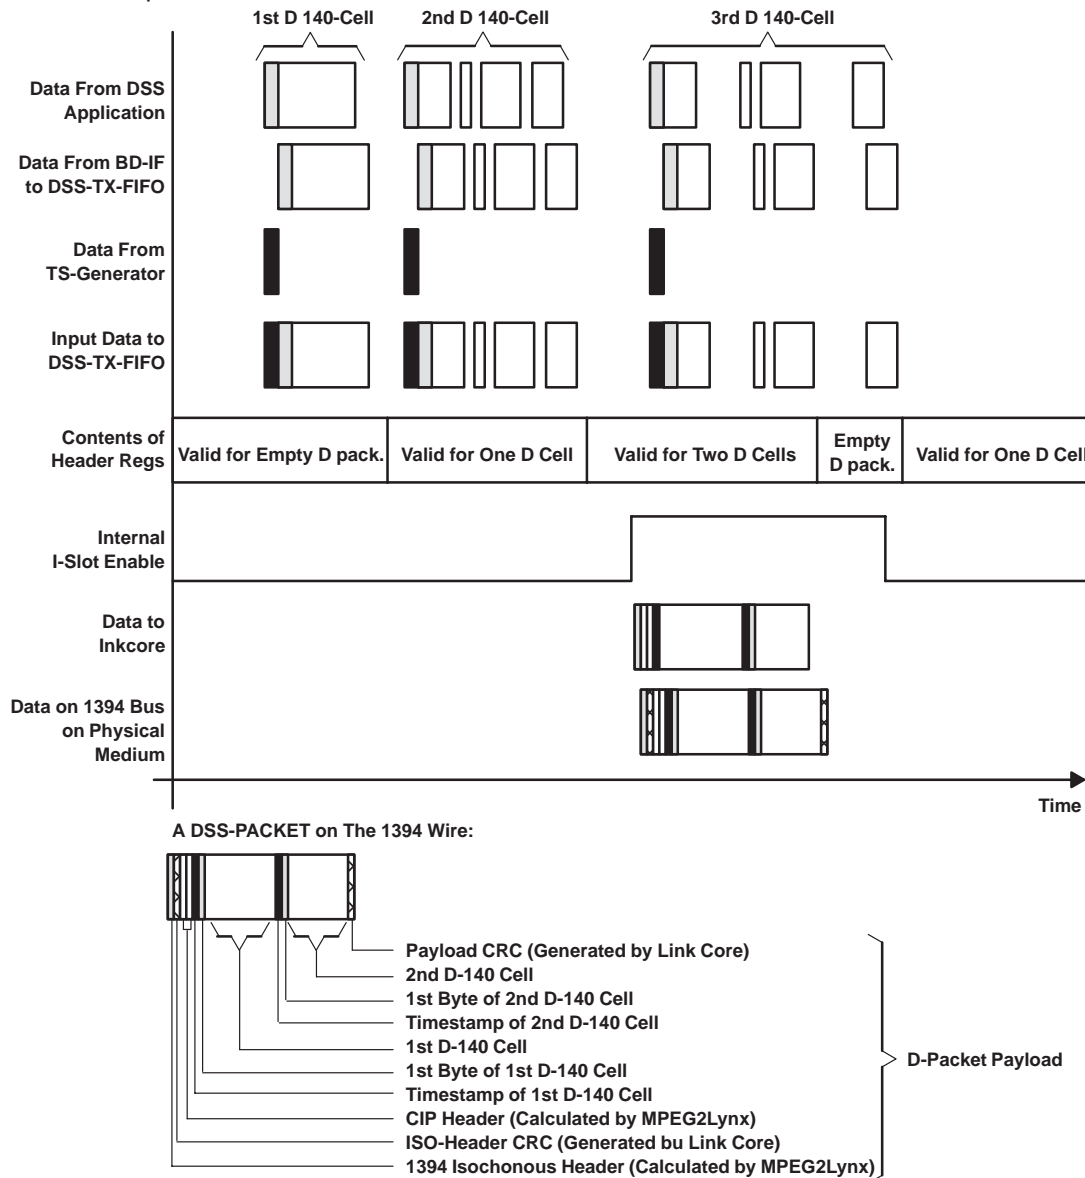 1st D 140-Cell
2nd D 140-Cell
3rd D 140-Cell
Data From DSS
Application
Data From BD-IF
to DSS-TX-FIFO
Data From
TS-Generator
Input Data to
DSS-TX-FIFO
Contents of
Header Regs
Valid for Empty D pack.
Valid for One D Cell
Valid for Two D Cells
Empty
D pack.
Valid for One D Cell
Internal
I-Slot Enable
Data to
lnkcore
Data on 1394 Bus
on Physical
Medium
Time
A DSS-PACKET on The 1394 Wire:
Payload CRC (Generated by Link Core)
2nd D-140 Cell
1st Byte of 2nd D-140 Cell
Timestamp of 2nd D-140 Cell
1st D-140 Cell
1st Byte of 1st D-140 Cell
Timestamp of 1st D-140 Cell
CIP Header (Calculated by MPEG2Lynx)
ISO-Header CRC (Generated bu Link Core)
1394 Isochonous Header (Calculated by MPEG2Lynx)
D-Packet Payload